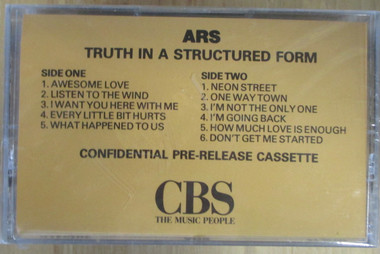 ARS
TRUTH IN A STRUCTURED FORM
SIDE ONE
1. AWESOME LOVE
2. LISTEN TO THE WIND
3. I WANT YOU HERE WITH ME
4. EVERY LITTLE BIT HURTS
5. WHAT HAPPENED TO US
SIDE TWO
1. NEON STREET
2. ONE WAY TOWN
3. I'M NOT THE ONLY ONE
4. I'M GOING BACK
5. HOW MUCH LOVE IS ENOUGH
6. DON'T GET ME STARTED
CONFIDENTIAL PRE-RELEASE CASSETTE
CBS
THE MUSIC PEOPLE